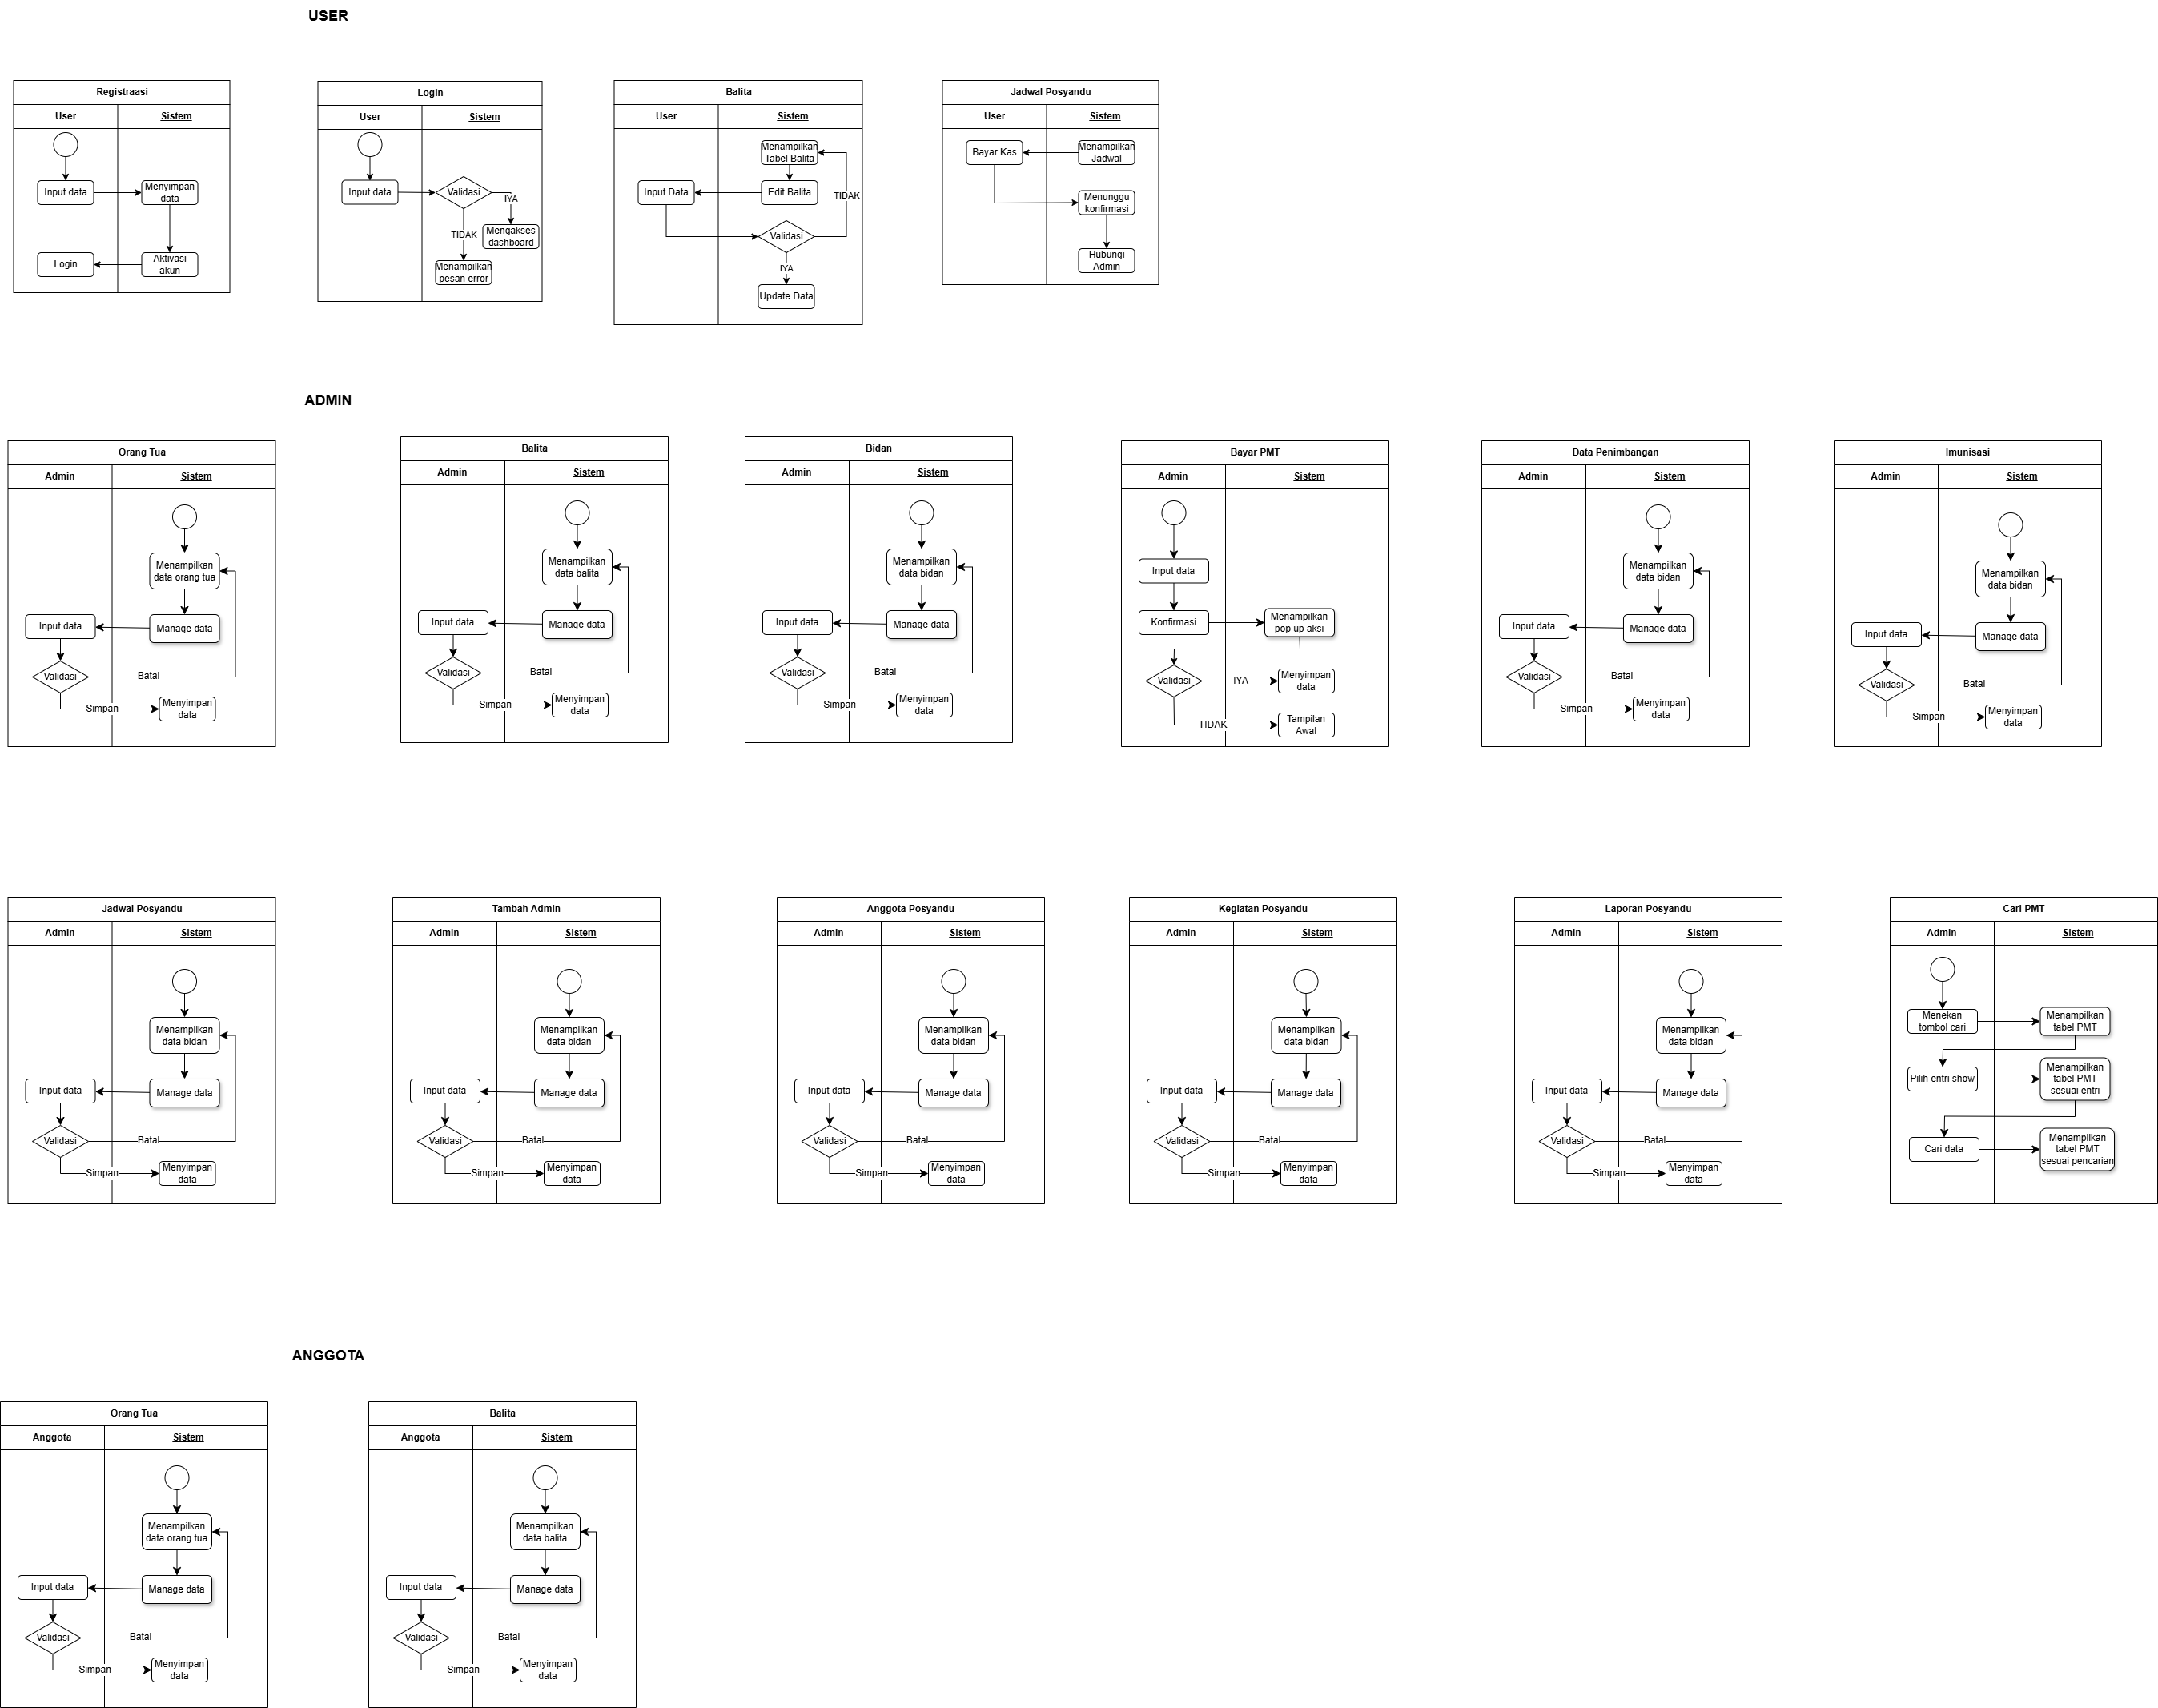 USER
Registraasi
User
Sistem
Input data
Menyimpan
data
Login
Aktivasi
akun
Login
User
Sistem
Input data
Validasi
IYA
Mengakses
dashboard
TIDAK
Menampilkan
pesan error
Balita
User
Sistem
Menampilkan
Tabel Balita
Input Data
Edit Balita
TIDAK
Validasi
IYA
Update Data
Jadwal Posyandu
User
Sistem
Bayar Kas
Menampilkan
Jadwal
Menunggu
konfirmasi
Hubungi
Admin
ADMIN
Orang Tua
Admin
Sistem
Menampilkan
data orang tua
Input data
Manage data
Validasi
Batal
Simpan
Menyimpan
data
Balita
Admin
Sistem
Menampilkan
data balita
Input data
Manage data
Validasi
Batal
Simpan
Menyimpan
data
Bidan
Admin
Sistem
Menampilkan
data bidan
Input data
Manage data
Validasi
Batal
Simpan
Menyimpan
data
Bayar PMT
Admin
Sistem
Input data
Konfirmasi
Menampilkan
pop up aksi
Validasi
IYA
Menyimpan
data
TIDAK
Tampilan
Awal
Data Penimbangan
Admin
Sistem
Menampilkan
data bidan
Input data
Manage data
Validasi
Batal
Simpan
Menyimpan
data
Imunisasi
Admin
Sistem
Menampilkan
data bidan
Input data
Manage data
Validasi
Batal
Simpan
Menyimpan
data
Jadwal Posyandu
Admin
Sistem
Menampilkan
data bidan
Input data
Manage data
Validasi
Batal
Simpan
Menyimpan
data
Tambah Admin
Admin
Sistem
Menampilkan
data bidan
Input data
Manage data
Validasi
Batal
Simpan
Menyimpan
data
Anggota Posyandu
Admin
Sistem
Menampilkan
data bidan
Input data
Manage data
Validasi
Batal
Simpan
Menyimpan
data
Kegiatan Posyandu
Admin
Sistem
Menampilkan
data bidan
Input data
Manage data
Validasi
Batal
Simpan
Menyimpan
data
Laporan Posyandu
Admin
Sistem
Menampilkan
data bidan
Input data
Manage data
Validasi
Batal
Simpan
Menyimpan
data
Cari PMT
Admin
Sistem
Menekan
tombol cari
Menampilkan
tabel PMT
Pilih entri show
Menampilkan
tabel PMT
sesuai entri
Cari data
Menampilkan
tabel PMT
sesuai pencarian
ANGGOTA
Orang Tua
Anggota
Sistem
Menampilkan
data orang tua
Input data
Manage data
Validasi
Batal
Simpan
Menyimpan
data
Balita
Anggota
Sistem
Menampilkan
data balita
Input data
Manage data
Validasi
Batal
Simpan
Menyimpan
data